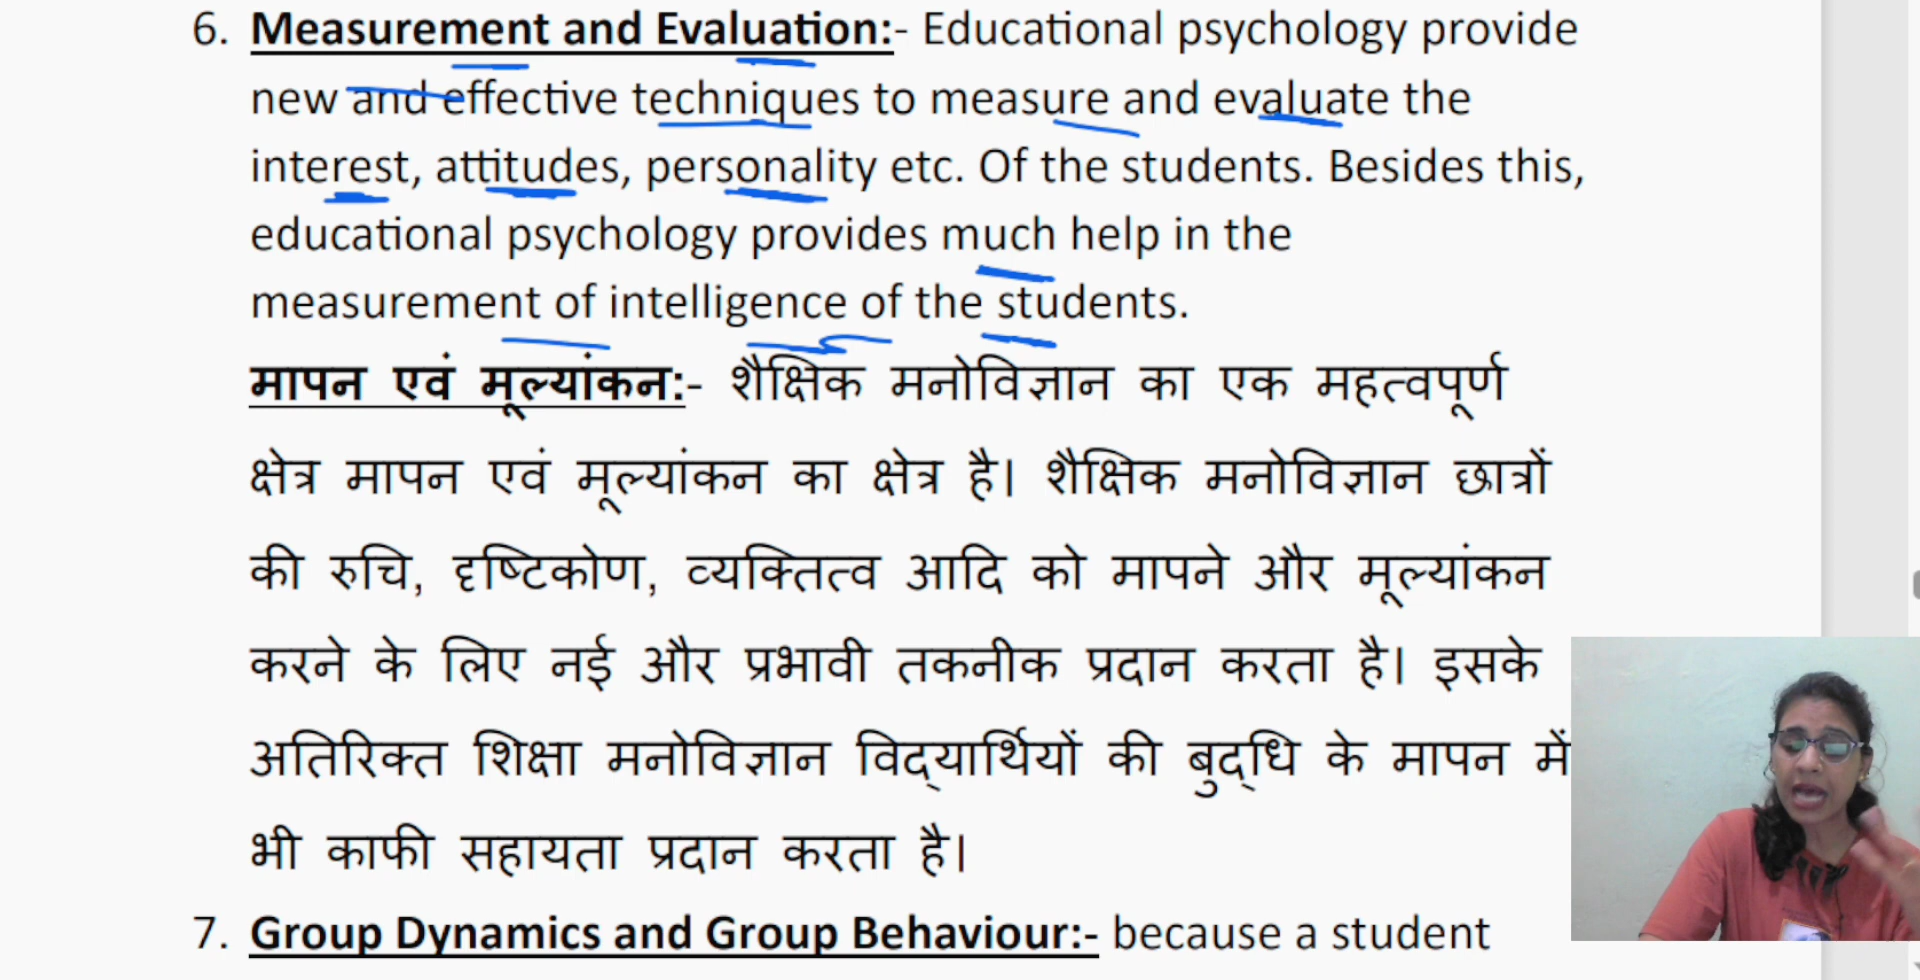 6. Measurement and Evaluation:- Educational psychology provide
new and effective techniques to measure and evaluate the
interest, attitudes, personality etc. Of the students. Besides this,
educational psychology provides much help in the
measurement of intelligence of the students.
मापन एवं मूल्यांकन:- शैक्षिक मनोविज्ञान का एक महत्वपूर्ण
क्षेत्र मापन एवं मूल्यांकन का क्षेत्र है। शैक्षिक मनोविज्ञान छात्रों
की रुचि, दृष्टिकोण, व्यक्तित्व आदि को मापने और मूल्यांकन
करने के लिए नई और प्रभावी तकनीक प्रदान करता है। इसके
अतिरिक्त शिक्षा मनोविज्ञान विद्यार्थियों की बुद्धि के मापन में
भी काफी सहायता प्रदान करता है।
7. Group Dynamics and Group Behaviour:- because a student